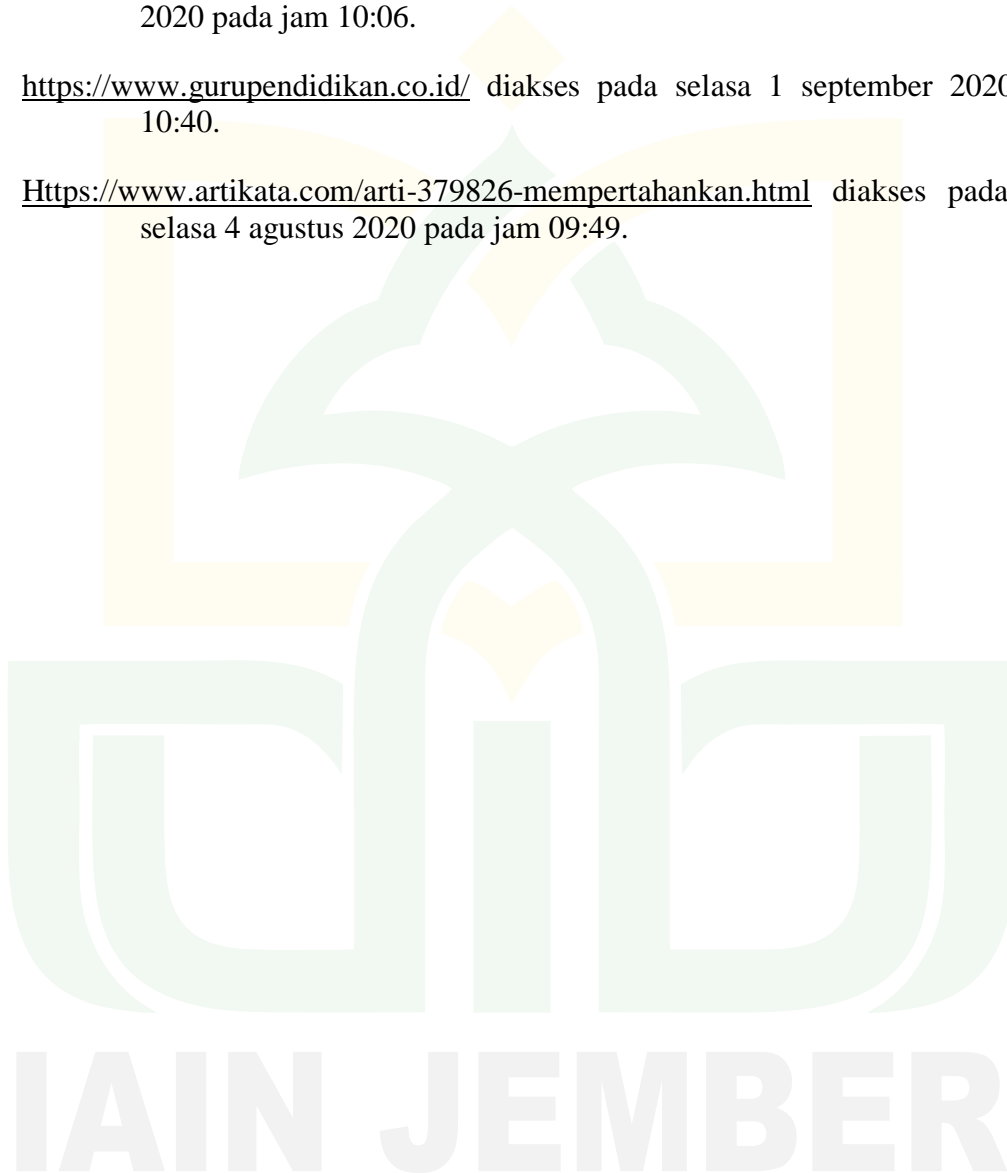 2020 pada jam 10:06.
https://www.gurupendidikan.co.id/ diakses pada selasa 1 september 2020
10:40.
Https://www.artikata.com/arti-379826-mempertahankan.html diakses pada
selasa 4 agustus 2020 pada jam 09:49.
IAIN JEMBER